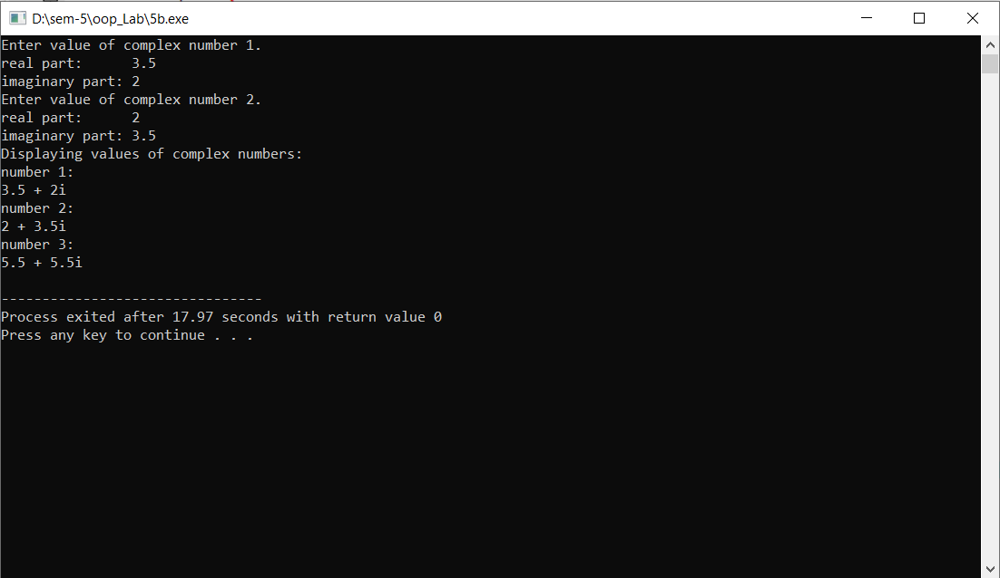 D:\sem-5\oop_Lab\5b.exe
Enter value of complex number 1.
real part:      3.5
imaginary part: 2
Enter value of complex number 2.
real part:      2
imaginary part: 3.5
Displaying values of complex numbers:
number 1:
3.5 + 2i
number 2:
2 + 3.5i
number 3:
5.5 + 5.5i
--------------------------------
Process exited after 17.97 seconds with return value 0
Press any key to continue . . .